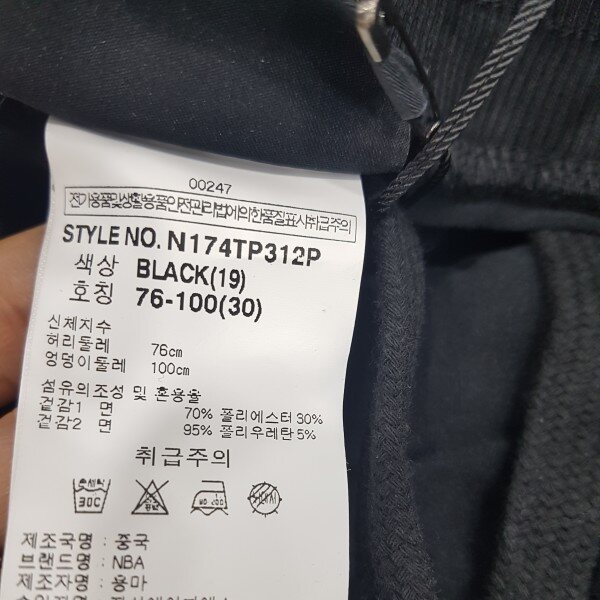 00247
전기용품및생활용품안전관리법에의한품질표시취급주의
STYLE NO. N174TP312P
색상 BLACK(19)
호칭 76-100(30)
신체지수
허리둘레 76cm
엉덩이둘레 100cm
섬유의조성 및 혼용율
겉감1 면 70% 폴리에스터 30%
겉감2 면 95% 폴리우레탄 5%
취급주의
30C
제조국명 : 중국
브랜드명 : NBA
제조자명 : 용마